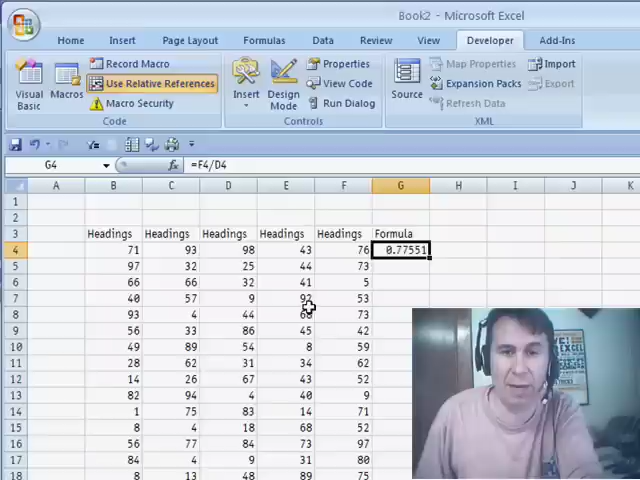 Book2 - Microsoft Excel
Home Insert Page Layout Formulas Data Review View Developer Add-Ins
Visual Basic
Macros
Record Macro
Use Relative References
Macro Security
Code
Insert
Design Mode
Properties
View Code
Run Dialog
Controls
Source
Map Properties
Expansion Packs
Refresh Data
Import
Export
XML
G4 fx =F4/D4
A B C D E F G H I J K
1
2
3 Headings Headings Headings Headings Headings Formula
4 71 93 98 43 76 0.77551
5 97 32 25 44 73
6 66 66 32 41 5
7 40 57 9 92 53
8 93 4 44 68 73
9 56 33 86 45 42
10 49 89 54 8 59
11 28 62 31 34 62
12 14 26 67 43 52
13 82 94 4 40 9
14 1 75 83 14 71
15 8 4 18 68 52
16 56 77 84 73 97
17 84 4 9 31 80
18 8 13 48 89 75